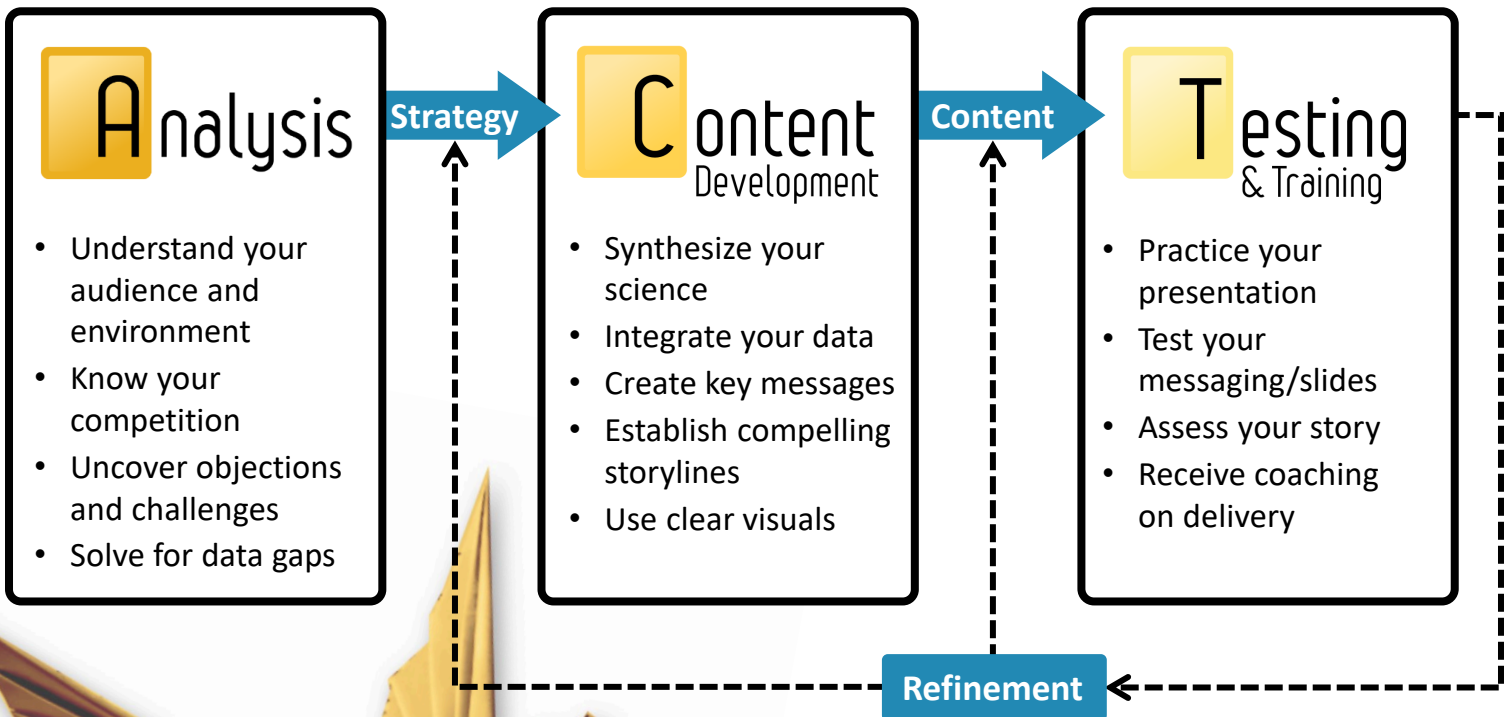 Analysis
• Understand your
audience and
environment
• Know your
competition
• Uncover objections
and challenges
• Solve for data gaps
Strategy
Content
Development
• Synthesize your
science
• Integrate your data
• Create key messages
• Establish compelling
storylines
• Use clear visuals
Content
Testing
& Training
• Practice your
presentation
• Test your
messaging/slides
• Assess your story
• Receive coaching
on delivery
Refinement